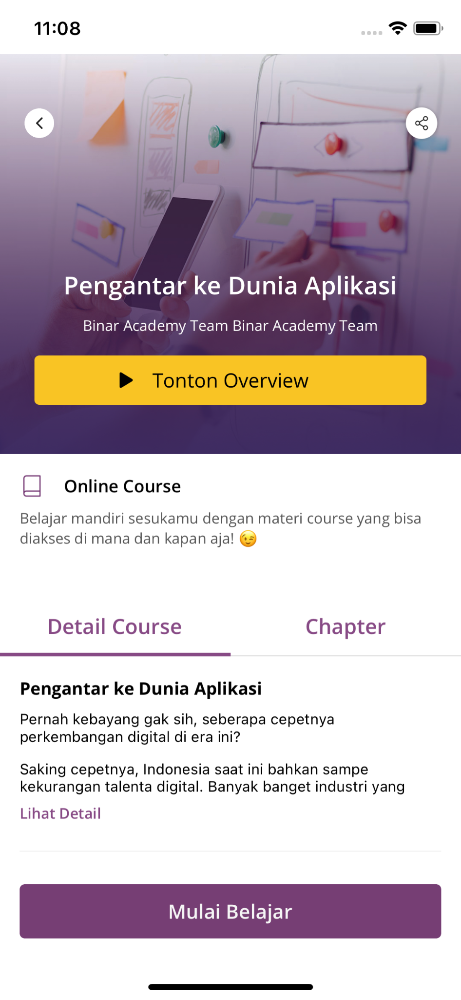 11:08
Pengantar ke Dunia Aplikasi
Binar Academy Team Binar Academy Team
Tonton Overview
Online Course
Belajar mandiri sesukamu dengan materi course yang bisa
diakses di mana dan kapan aja! 😉
Detail Course
Chapter
Pengantar ke Dunia Aplikasi
Pernah kebayang gak sih, seberapa cepetnya
perkembangan digital di era ini?
Saking cepetnya, Indonesia saat ini bahkan sampe
kekurangan talenta digital. Banyak banget industri yang
Lihat Detail
Mulai Belajar